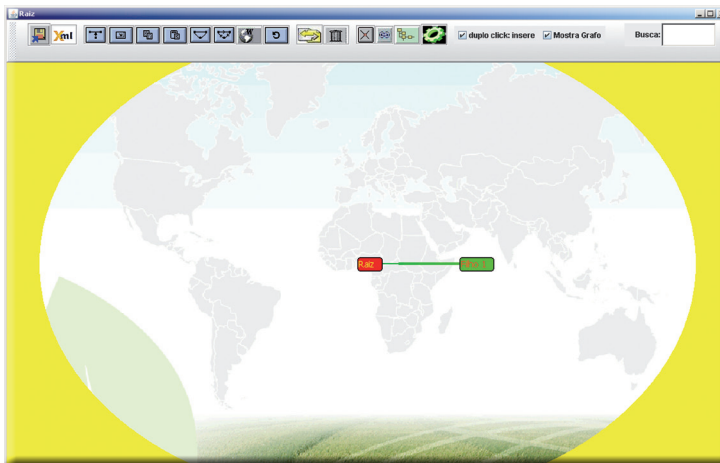 Raiz
Xml
duplo click: insere
Mostra Grafo
Busca:
Raiz